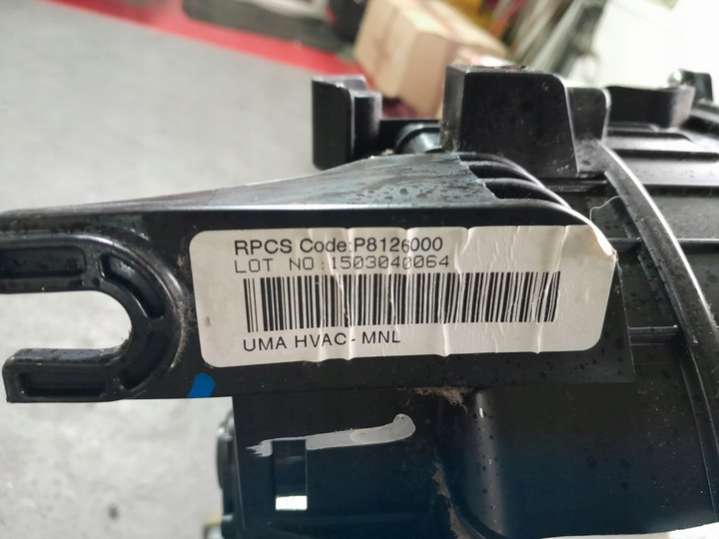 RPCS Code:P8126000
LOT NO:1503040064
UMA HVAC- MNL